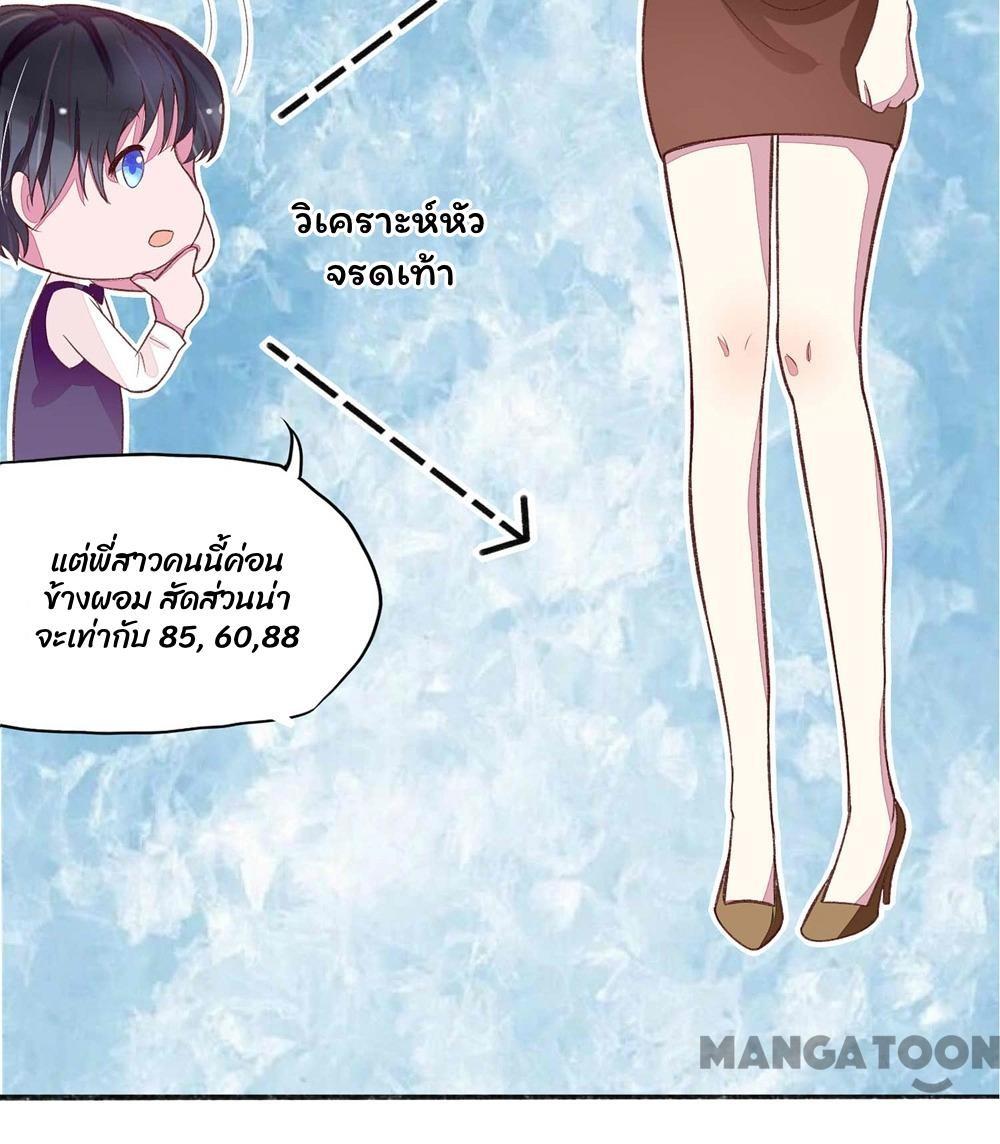 วิเคราะห์หัว
จรดเท้า
แต่พี่สาวคนนี้ค่อน
ข้างผอม สัดส่วนน่า
จะเท่ากับ 85, 60,88
MANGATOON